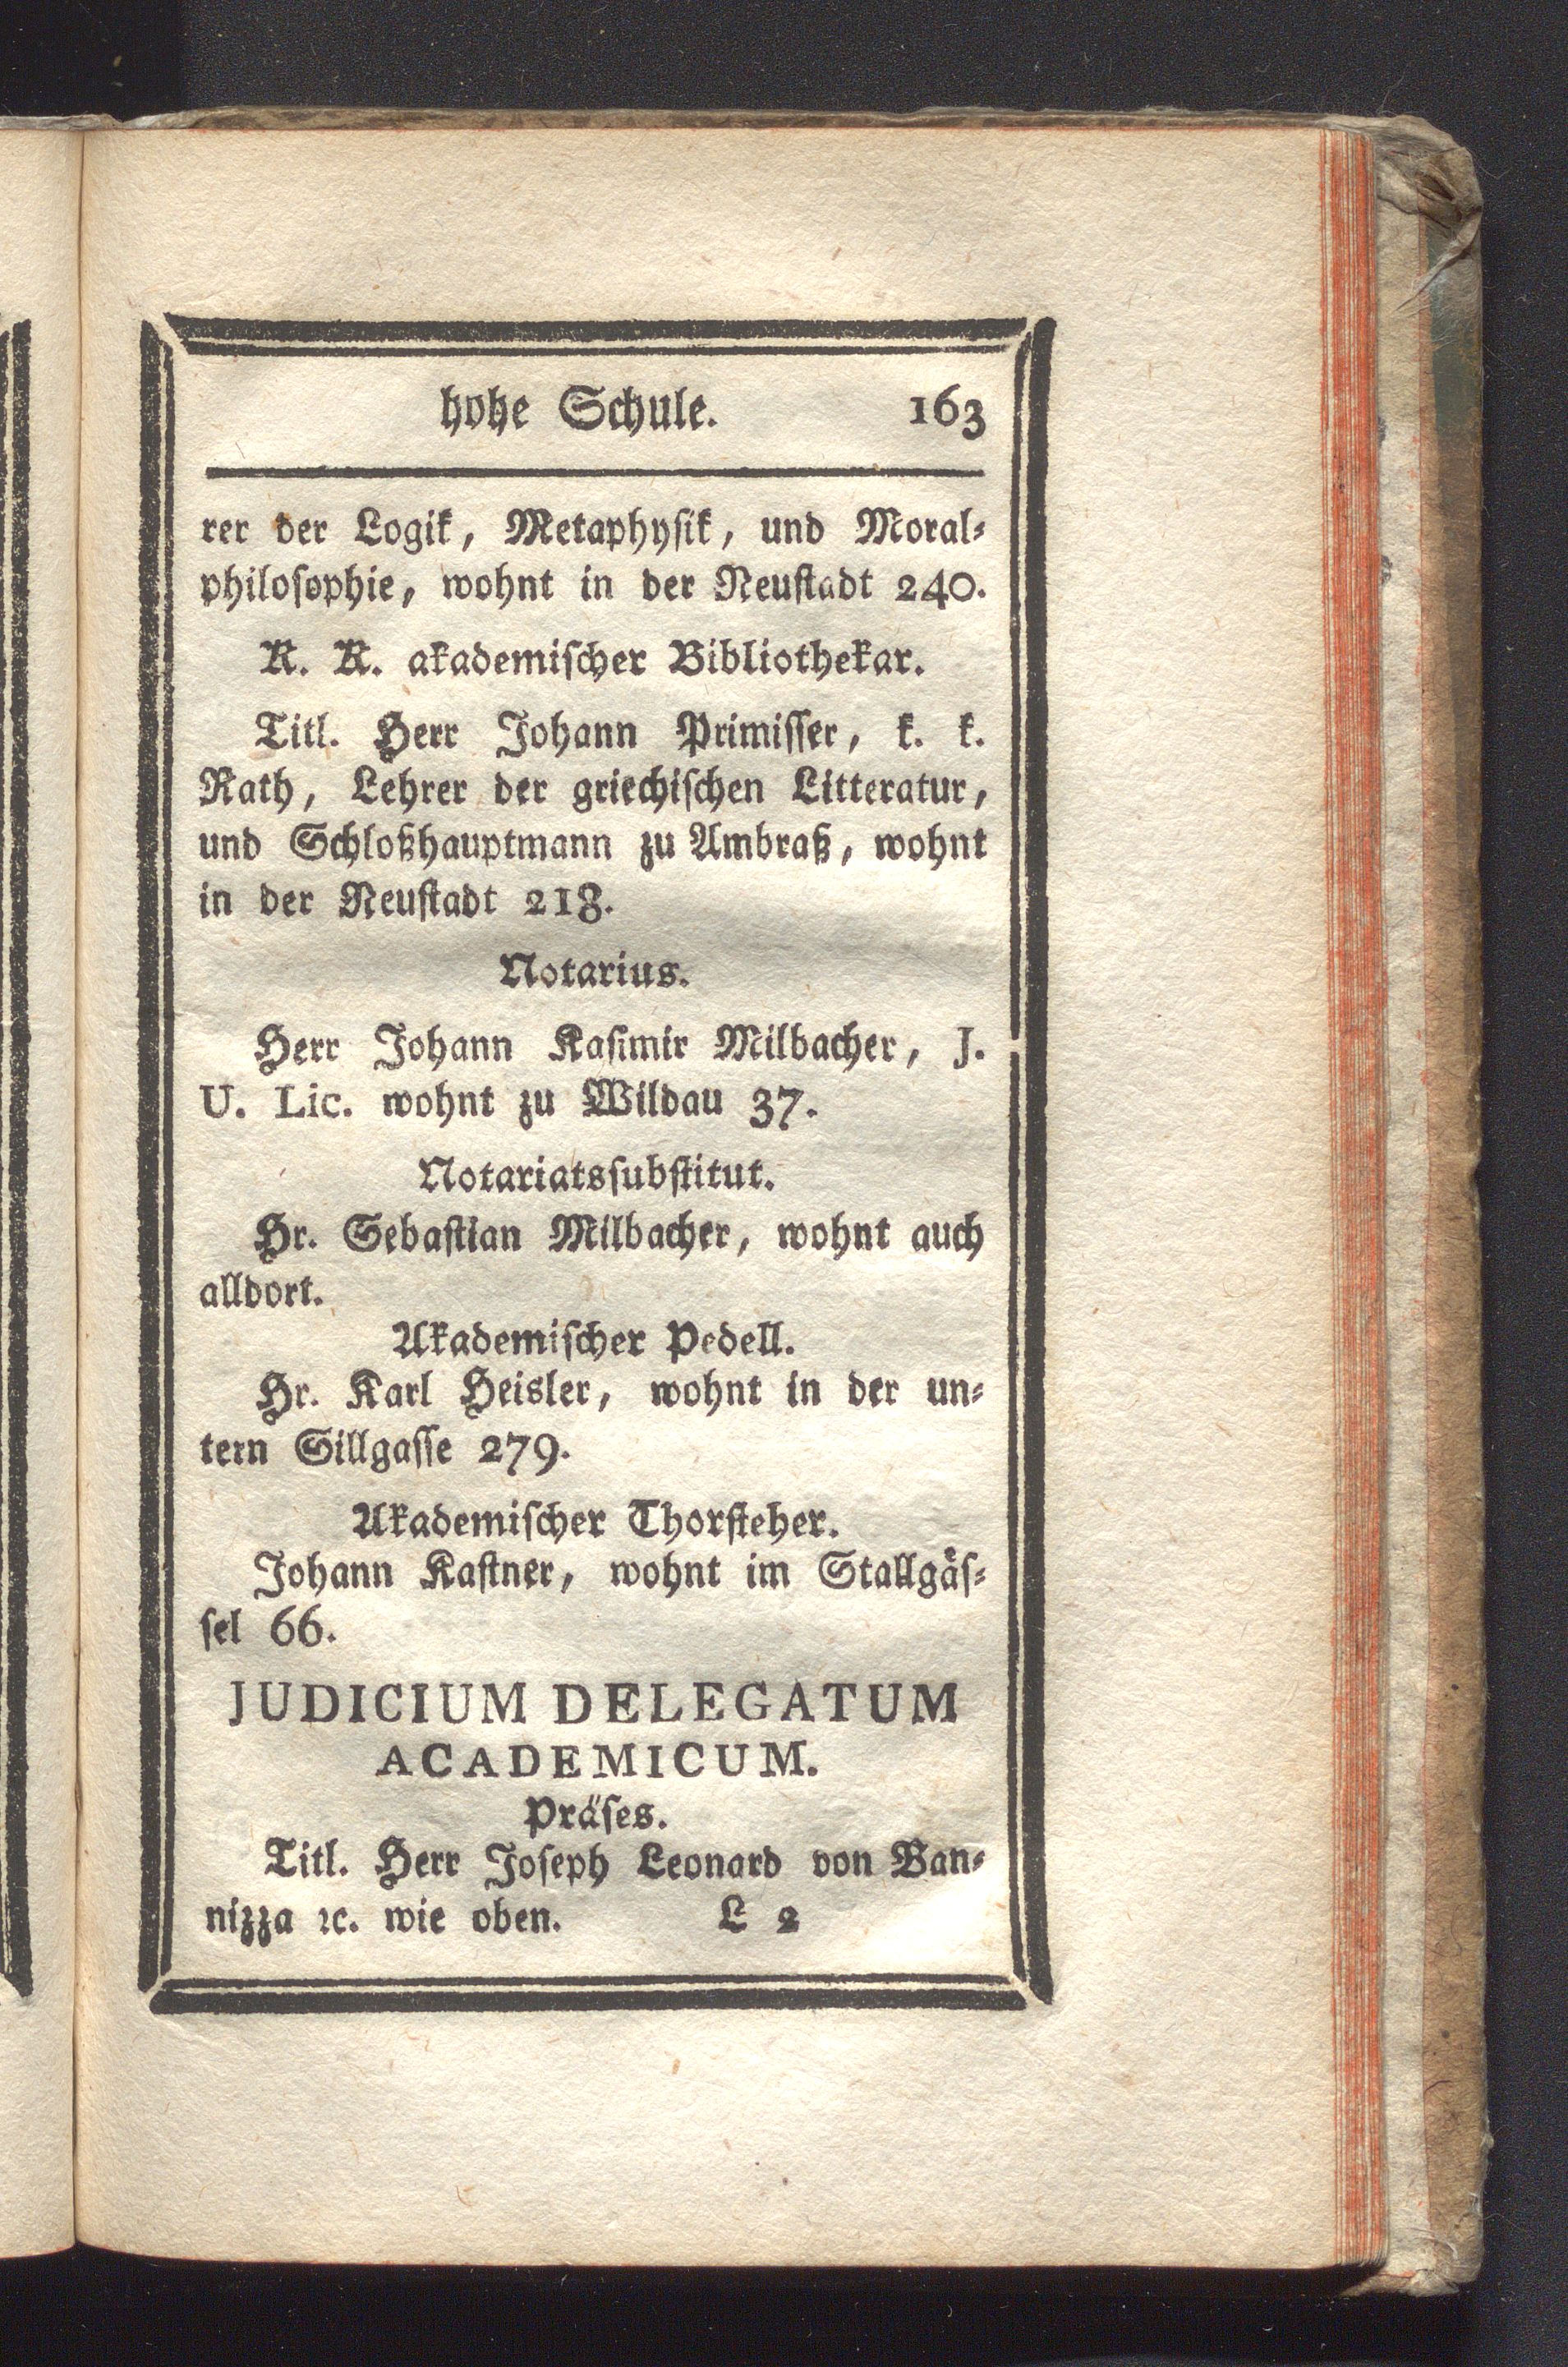 hohe Schule. 163
rer der Logik, Metaphysik, und Moral⸗
philosophie, wohnt in der Neustadt 240.
K. K. akademischer Bibliothekar.
Titl. Herr Johann Primisser, k. k.
Rath, Lehrer der griechischen Litteratur,
und Schloßhauptmann zu Ambraß, wohnt
in der Neustadt 218.
Notarius.
Herr Johann Kasimir Milbacher, J.
U. Lic. wohnt zu Wildau 37.
Notariatssubstitut.
Hr. Sebastian Milbacher, wohnt auch
alldort.
Akademischer Pedell.
Hr. Karl Heisler, wohnt in der un⸗
tern Sillgasse 279.
Akademischer Thorsteher.
Johann Kastner, wohnt im Stallgäs⸗
sel 66.
JUDICIUM DELEGATUM
ACADEMICUM.
Präses.
Titl. Herr Joseph Leonard von Ban⸗
nizza ꝛc. wie oben. L 2